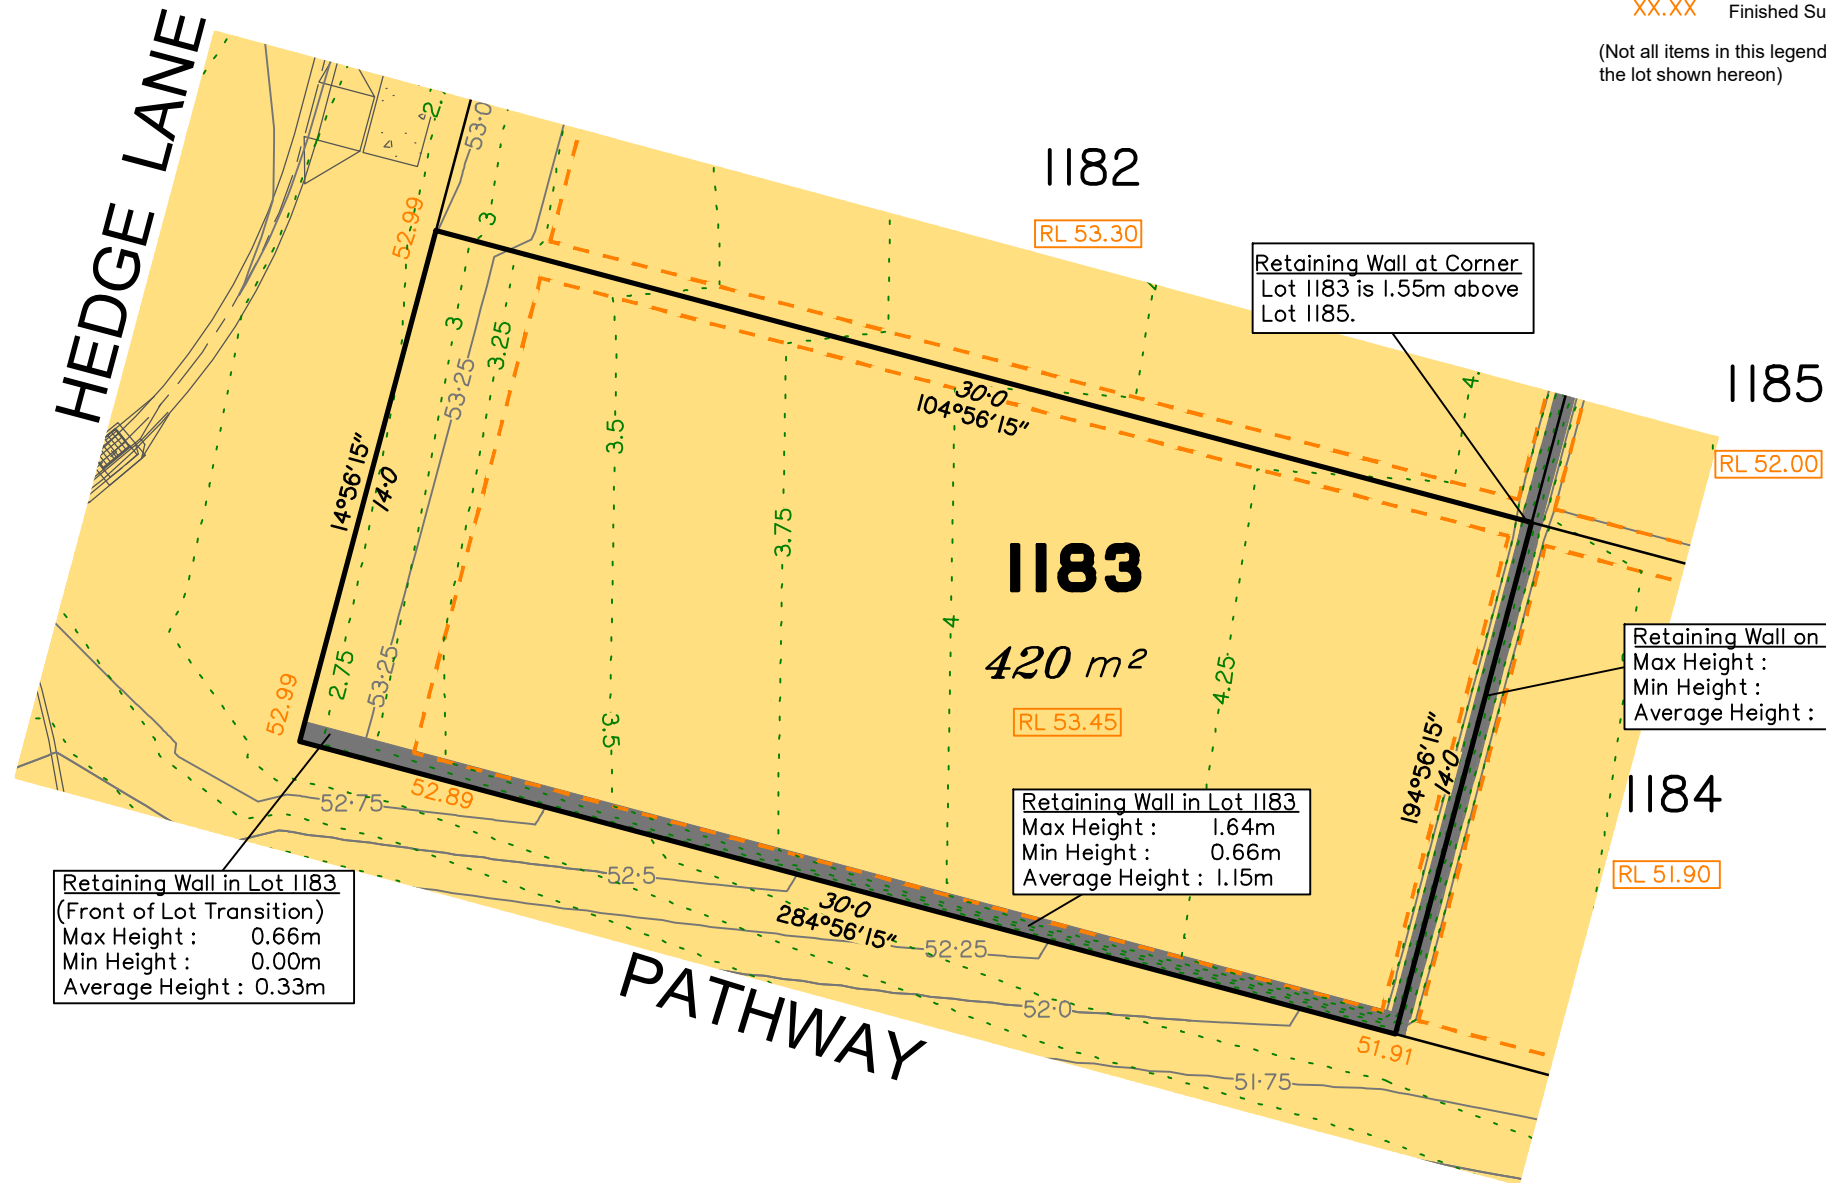 XX.XX Finished Su
(Not all items in this legend
the lot shown hereon)
HEDGE LANE
1182
RL 53.30
Retaining Wall at Corner
Lot 1183 is 1.55m above
Lot 1185.
1185
RL 52.00
2.
53·0
3
52.99
3
3.25
53·25
3.5
3.75
30·0
104°56'15"
4.
14°56'15"
14·0
1183
420 m²
RL 53.45
4
4.25
Retaining Wall on
Max Height :
Min Height :
Average Height :
52.99
2.75
53·25
3.5
194°56'15"
14·0
1184
RL 51.90
52·75
52.89
Retaining Wall in Lot 1183
Max Height : 1.64m
Min Height : 0.66m
Average Height : 1.15m
52·5
Retaining Wall in Lot 1183
(Front of Lot Transition)
Max Height : 0.66m
Min Height : 0.00m
Average Height : 0.33m
30·0
284°56'15"
52·25
PATHWAY
52·0
51.91
51·75